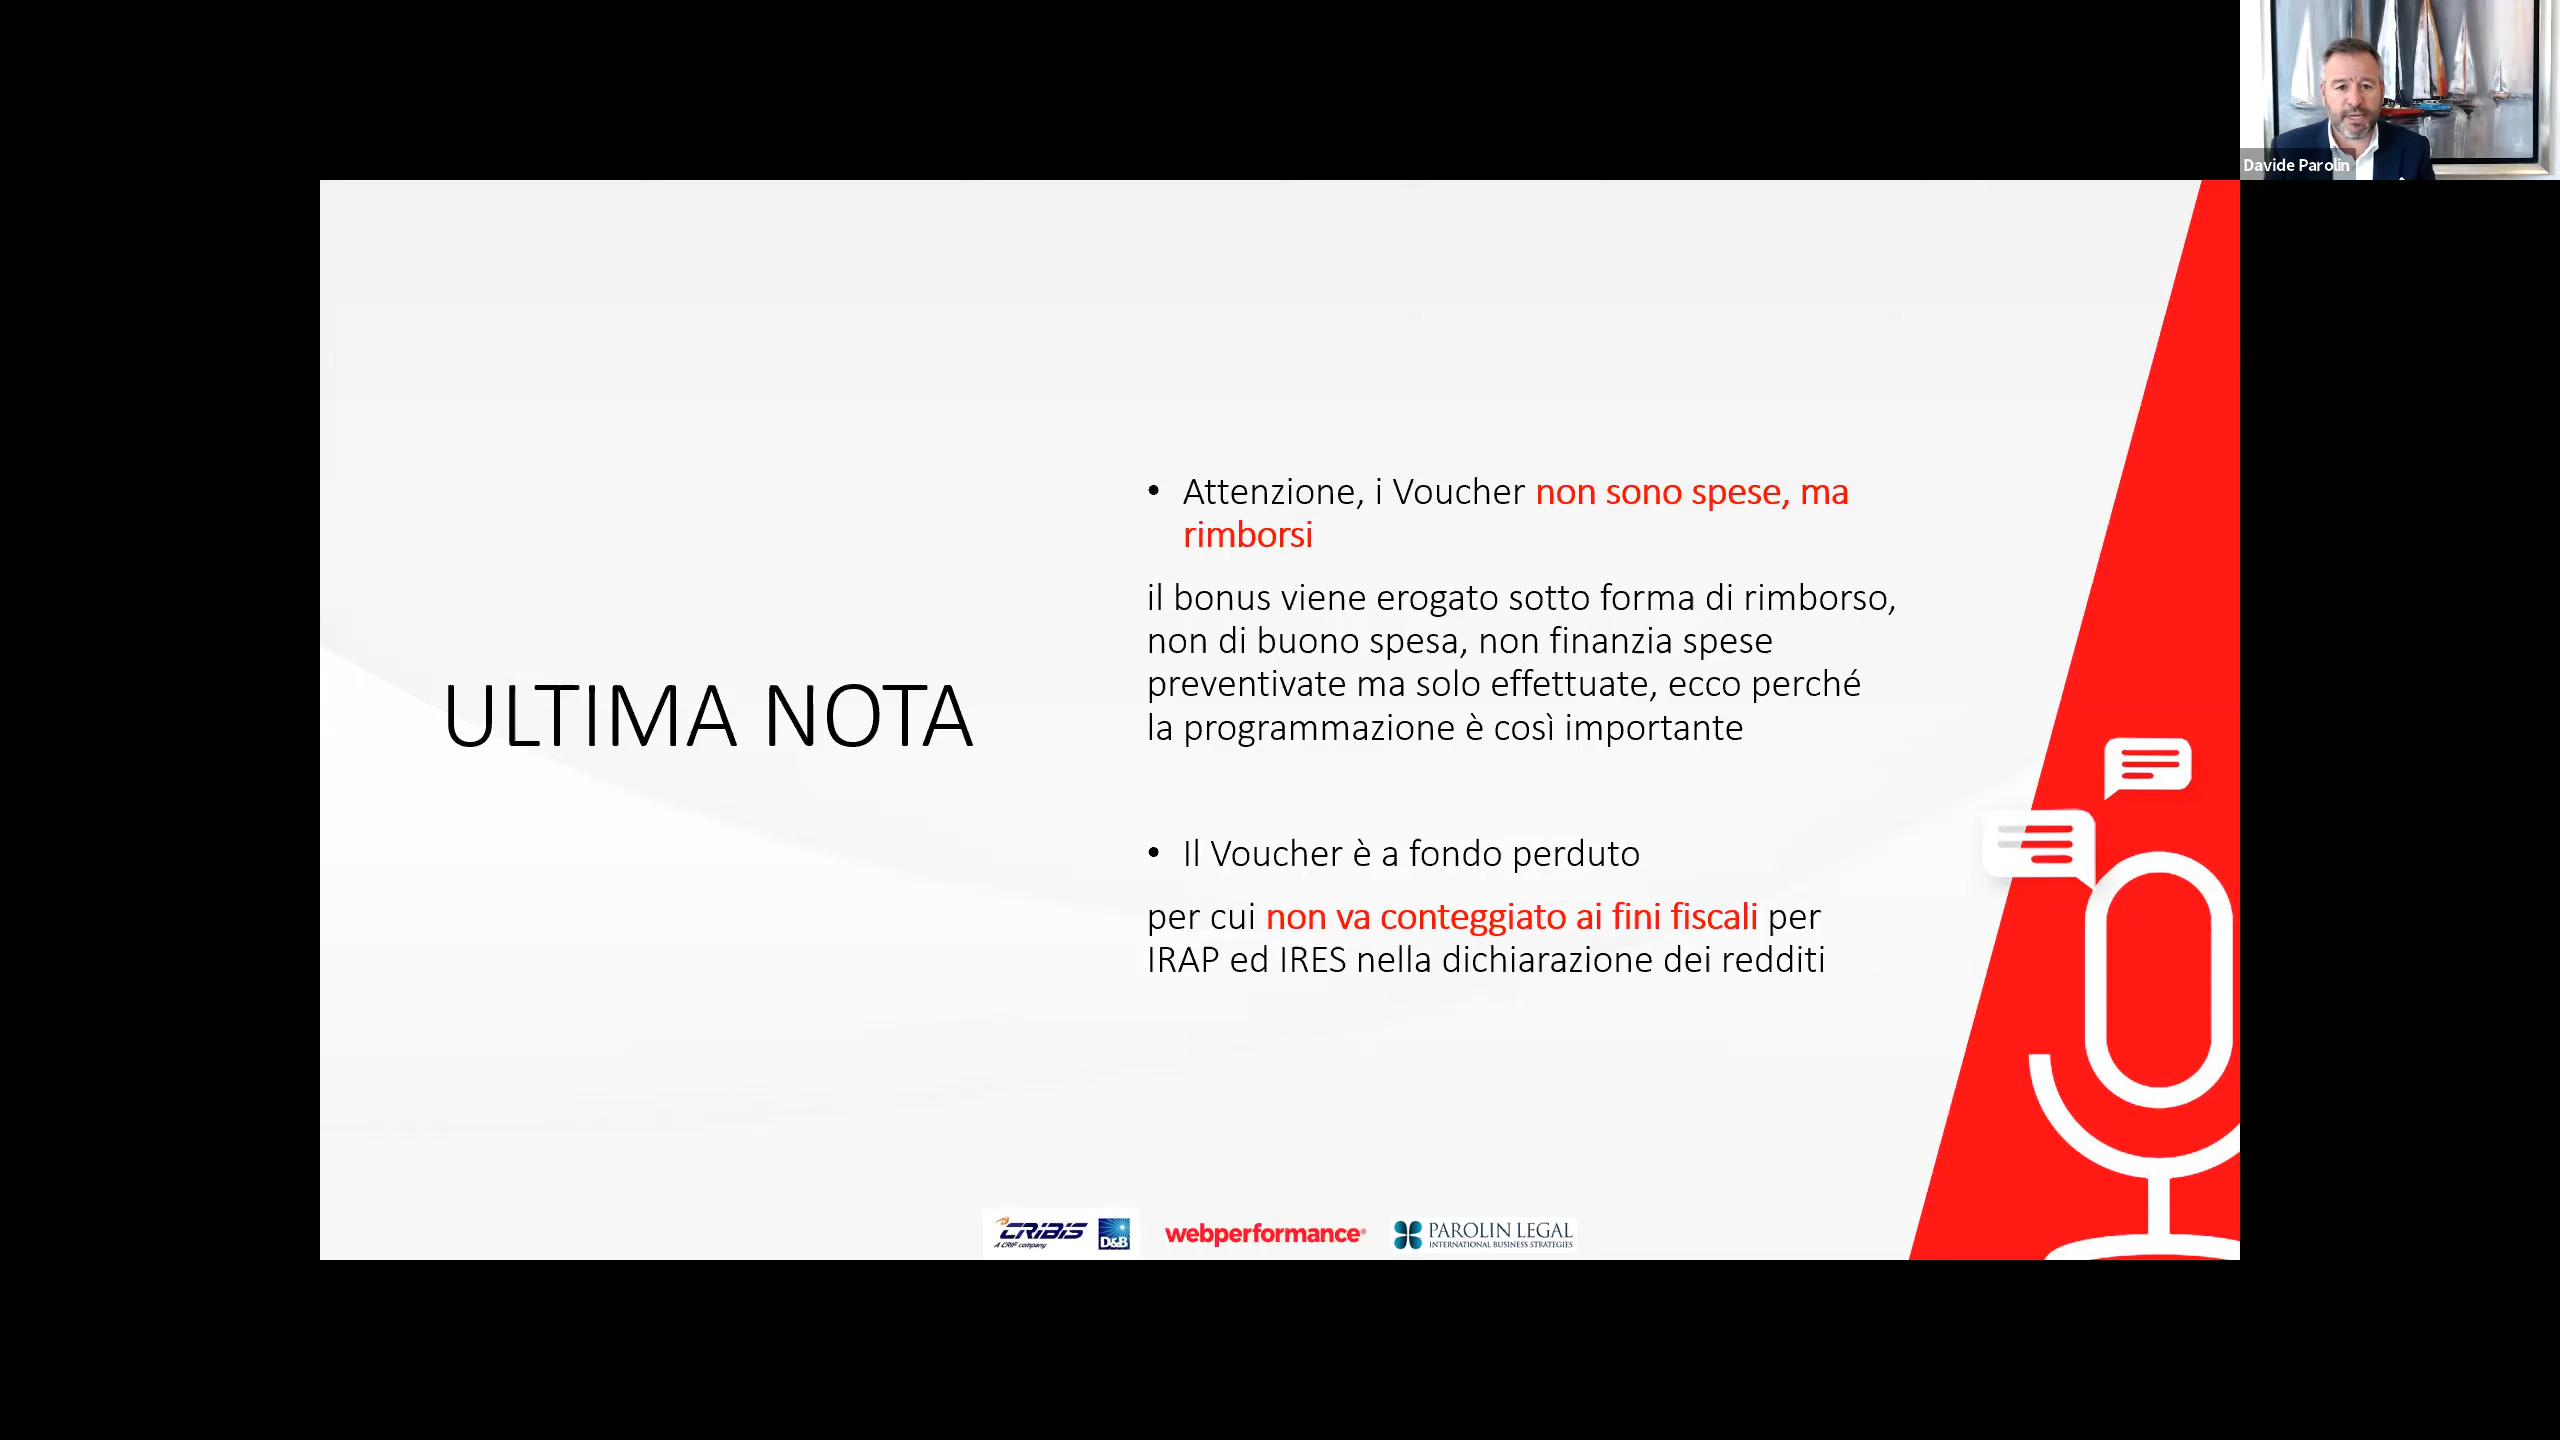 Davide Parolin
ULTIMA NOTA
• Attenzione, i Voucher non sono spese, ma
rimborsi
il bonus viene erogato sotto forma di rimborso,
non di buono spesa, non finanzia spese
preventivate ma solo effettuate, ecco perché
la programmazione è così importante
• Il Voucher è a fondo perduto
per cui non va conteggiato ai fini fiscali per
IRAP ed IRES nella dichiarazione dei redditi
CRIBIS
A CRIF company
D&B
webperformance®
PAROLIN LEGAL
INTERNATIONAL BUSINESS STRATEGIES